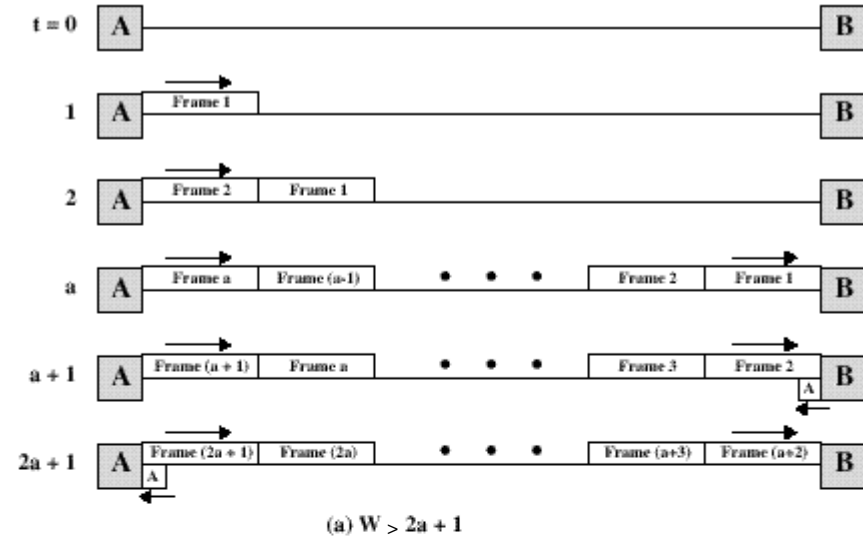 t = 0 A B
1 A Frame 1 B
2 A Frame 2 Frame 1 B
a A Frame a Frame (a-1) • • • Frame 2 Frame 1 B
a + 1 A Frame (a + 1) Frame a • • • Frame 3 Frame 2 B
A
2a + 1 A Frame (2a + 1) Frame (2a) • • • Frame (a+3) Frame (a+2) B
A
(a) W > 2a + 1